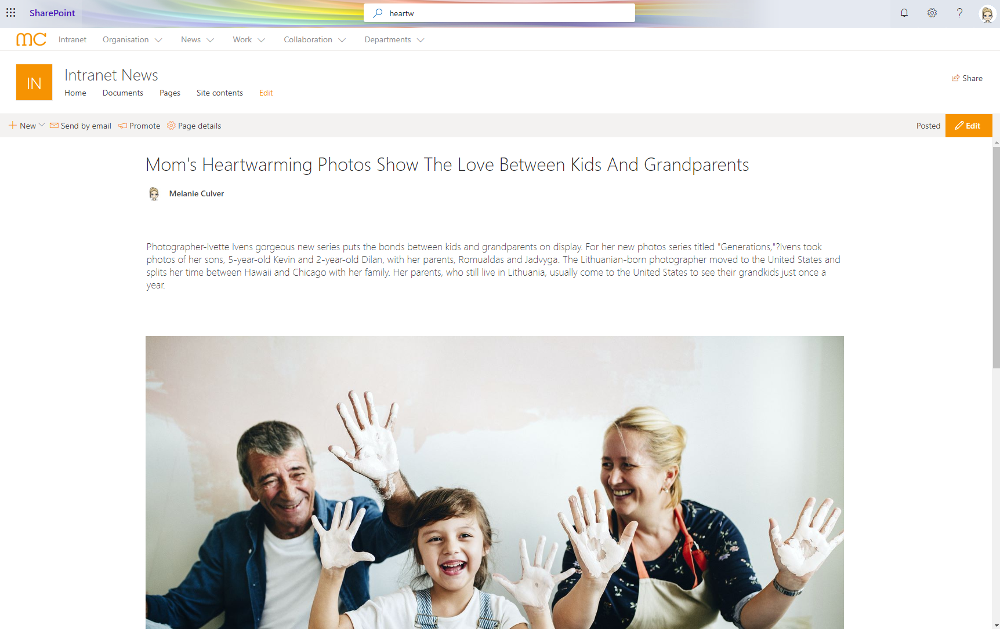 SharePoint
heartw
?
mc Intranet Organisation News Work Collaboration Departments
IN
Intranet News
Home Documents Pages Site contents Edit
Share
New Send by email Promote Page details
Posted Edit
Mom's Heartwarming Photos Show The Love Between Kids And Grandparents
Melanie Culver
Photographer-Ivette Ivens gorgeous new series puts the bonds between kids and grandparents on display. For her new photos series titled "Generations,"?Ivens took
photos of her sons, 5-year-old Kevin and 2-year-old Dilan, with her parents, Romualdas and Jadvyga. The Lithuanian-born photographer moved to the United States and
splits her time between Hawaii and Chicago with her family. Her parents, who still live in Lithuania, usually come to the United States to see their grandkids just once a
year.